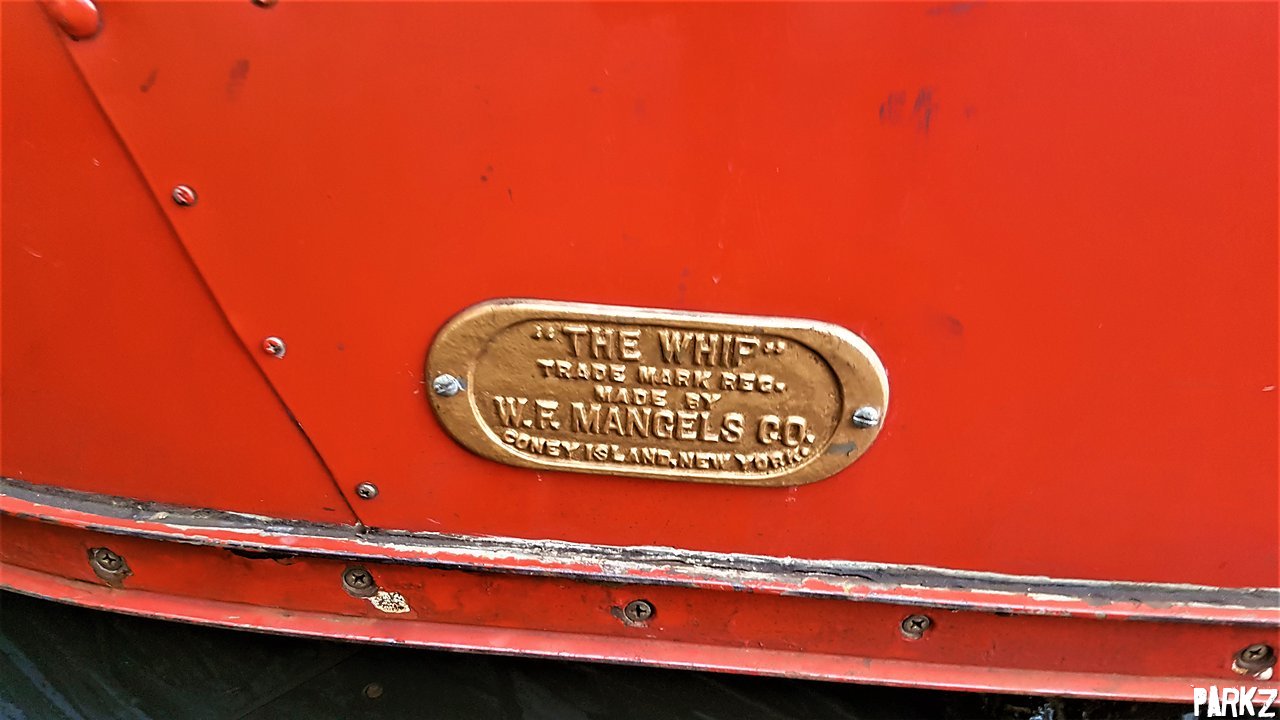 "THE WHIP"
TRADE MARK REG.
MADE BY
W.F. MANGELS CO.
CONEY ISLAND, NEW YORK.
PARKZ